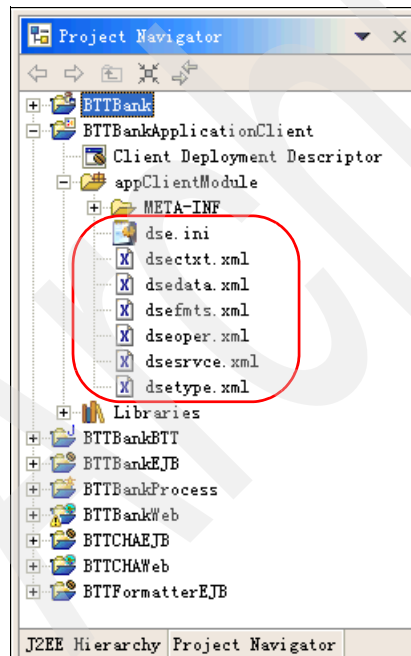 Project Navigator
BTTBank
BTTBankApplicationClient
Client Deployment Descriptor
appClientModule
META-INF
dse.ini
dsectxt.xml
dsedata.xml
dsefmts.xml
dseoper.xml
dsesrvce.xml
dsetype.xml
Libraries
BTTBankBTT
BTTBankEJB
BTTBankProcess
BTTBankWeb
BTTCHAEJB
BTTCHAWeb
BTTFormatterEJB
J2EE Hierarchy Project Navigator